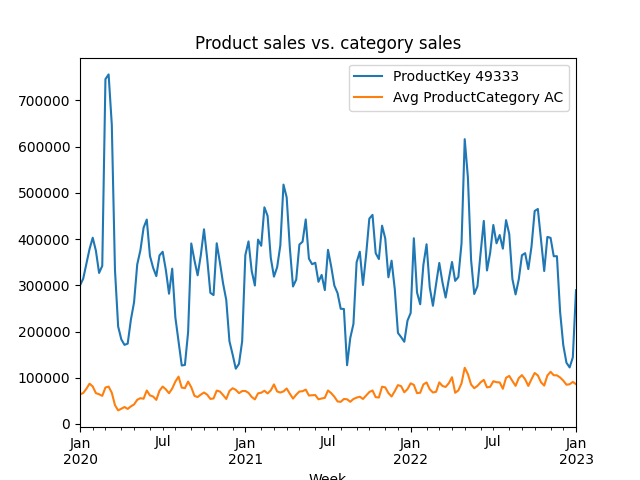 Product sales vs. category sales
ProductKey 49333
Avg ProductCategory AC
700000
600000
500000
400000
300000
200000
100000
0
Jan Jul Jan Jul Jan Jul Jan
2020 2021 2022 2023
Week